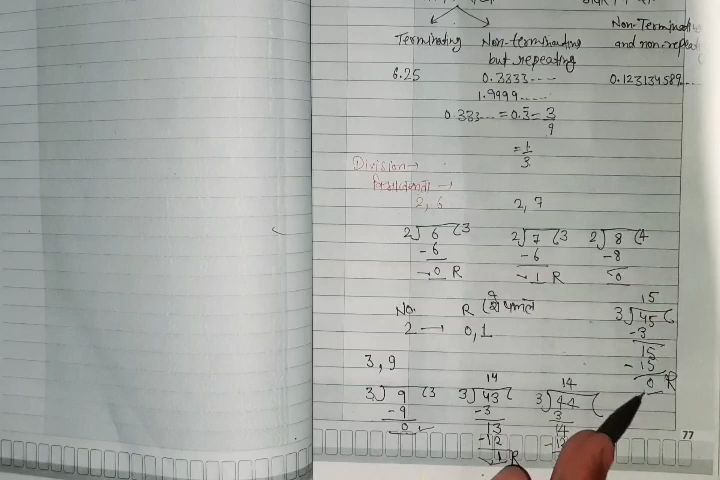 Terminating Non-terminating Non-Terminating
but repeating and non-repeat
6.25 0.3333---- 0.123134589....
1.9999.....
0.333... = 0.3̄ = 3/9
= 1/3
Division →
2, 6 2, 7
2) 6 (3 2) 7 (3 2) 8 (4
-6 -6 -8
→ 0 R → 1 R 0
No. R
2 → 0, 1
15
3) 45 (
-3
15
-15
0 R
3, 9
14 14
3) 9 (3 3) 43 ( 3) 44 (
-9 -3 3
0 13 14
-12
1 R
77